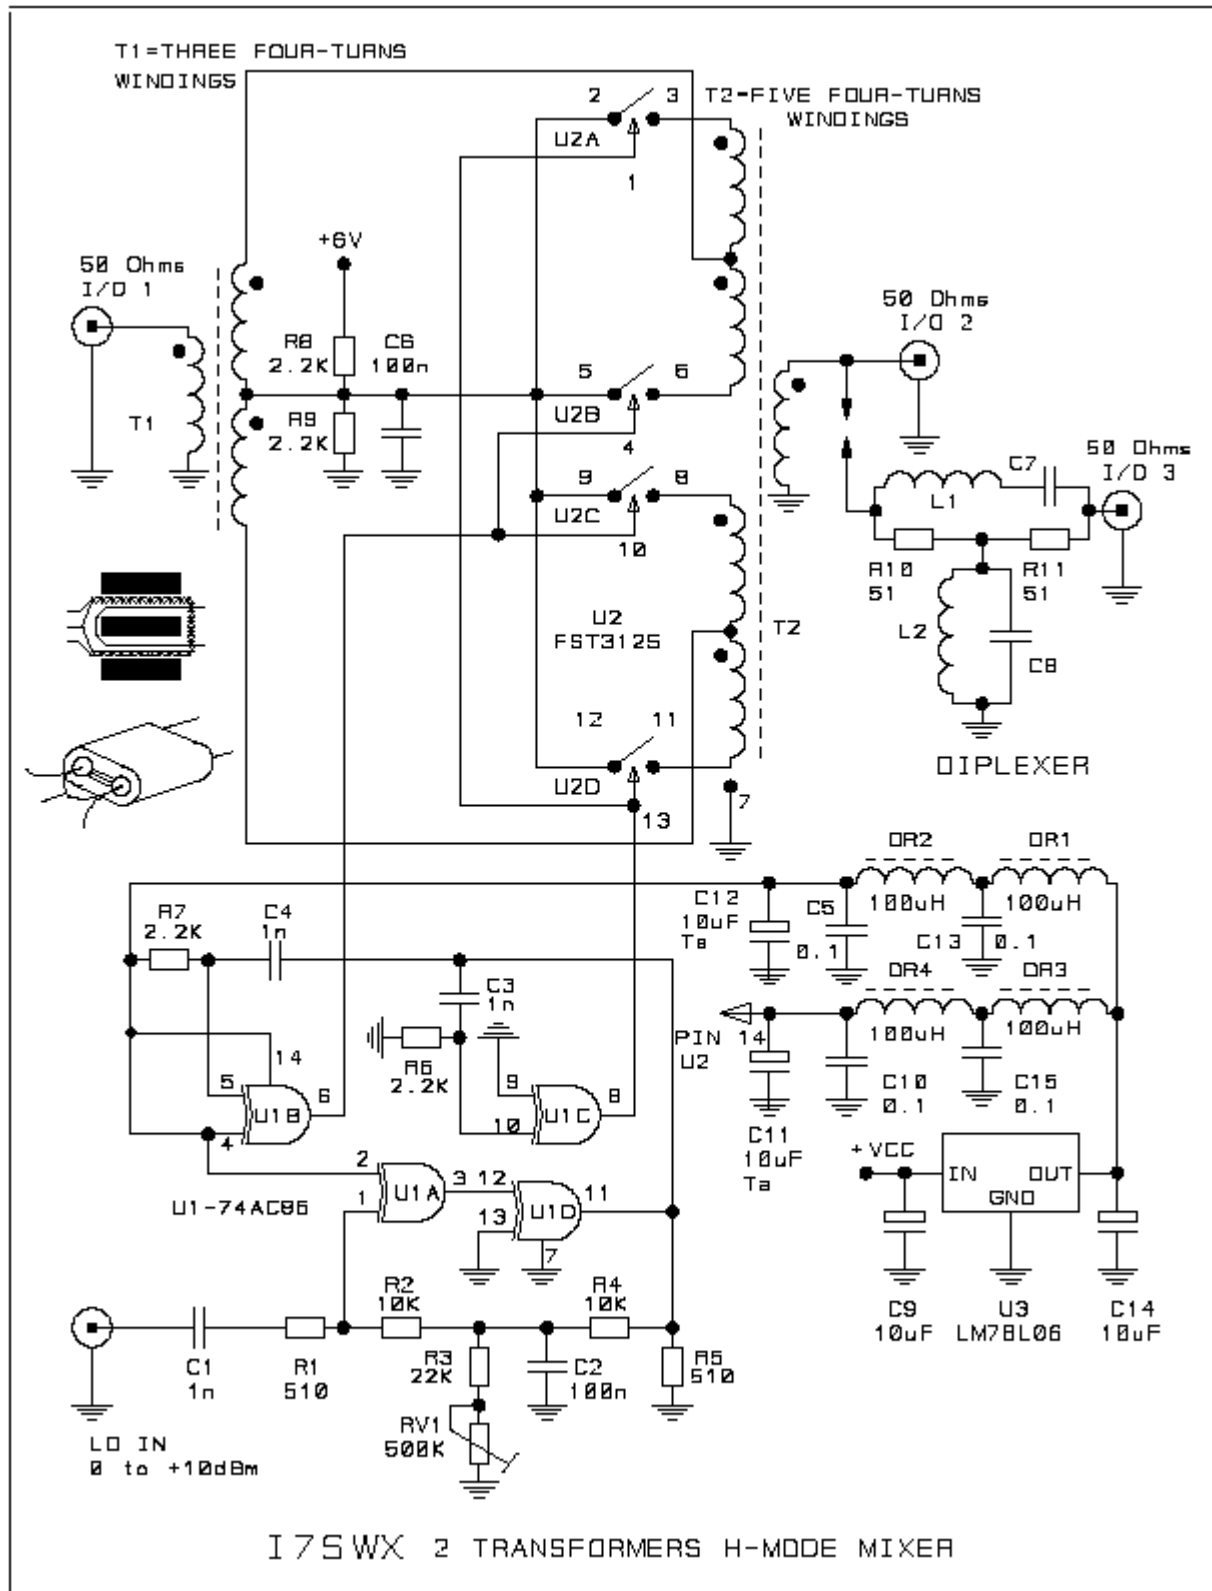 T1=THREE FOUR-TURNS
WINDINGS
2 3
T2-FIVE FOUR-TURNS
WINDINGS
U2A
1
+6V
50 Ohms
I/O 1
T1
R8
2.2K
C6
100n
R9
2.2K
5 6
U2B
4
9 8
U2C
10
U2
FST3125
12 11
U2D
13
7
T2
50 Ohms
I/O 2
50 Ohms
I/O 3
C7
L1
R10
51
R11
51
L2
C8
DIPLEXER
DR2
DR1
100uH
100uH
C12
10uF
Ta
C5
0.1
C13
0.1
DR4
DR3
100uH
100uH
PIN 14
U2
C11
10uF
Ta
C10
0.1
C15
0.1
+VCC
IN OUT
GND
C9
10uF
U3
LM78L06
C14
10uF
R7
2.2K
C4
1n
C3
1n
R6
2.2K
14
5
4
U1B
6
9
10
U1C
8
2
1
U1A
3
12
13
U1D
11
7
U1-74AC86
R2
10K
R4
10K
C1
1n
R1
510
R3
22K
C2
100n
R5
510
RV1
500K
LO IN
0 to +10dBm
I7SWX 2 TRANSFORMERS H-MODE MIXER